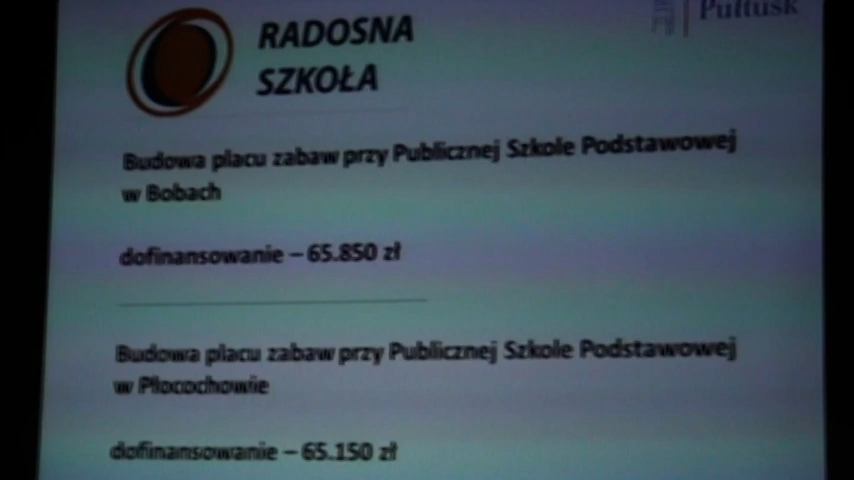 RADOSNA
SZKOŁA
Pułtusk
Budowa placu zabaw przy Publicznej Szkole Podstawowej
w Bobach
dofinansowanie – 65.850 zł
Budowa placu zabaw przy Publicznej Szkole Podstawowej
w Płocochowie
dofinansowanie – 65.150 zł